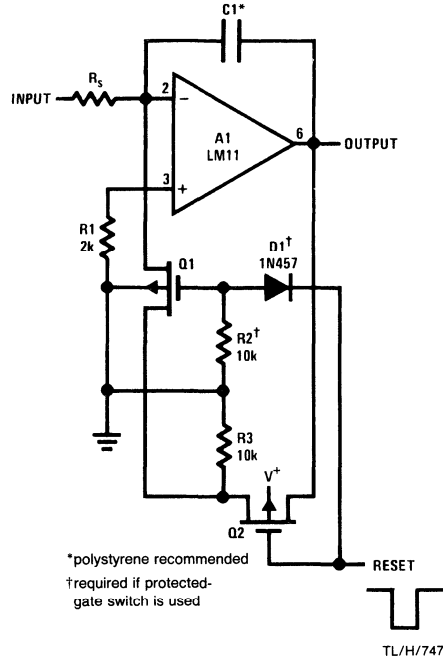 C1*
Rs
INPUT
2
−
A1
LM11
6
OUTPUT
3
+
R1
2k
Q1
D1†
1N457
R2†
10k
R3
10k
V+
Q2
RESET
*polystyrene recommended
†required if protected-
gate switch is used
TL/H/747